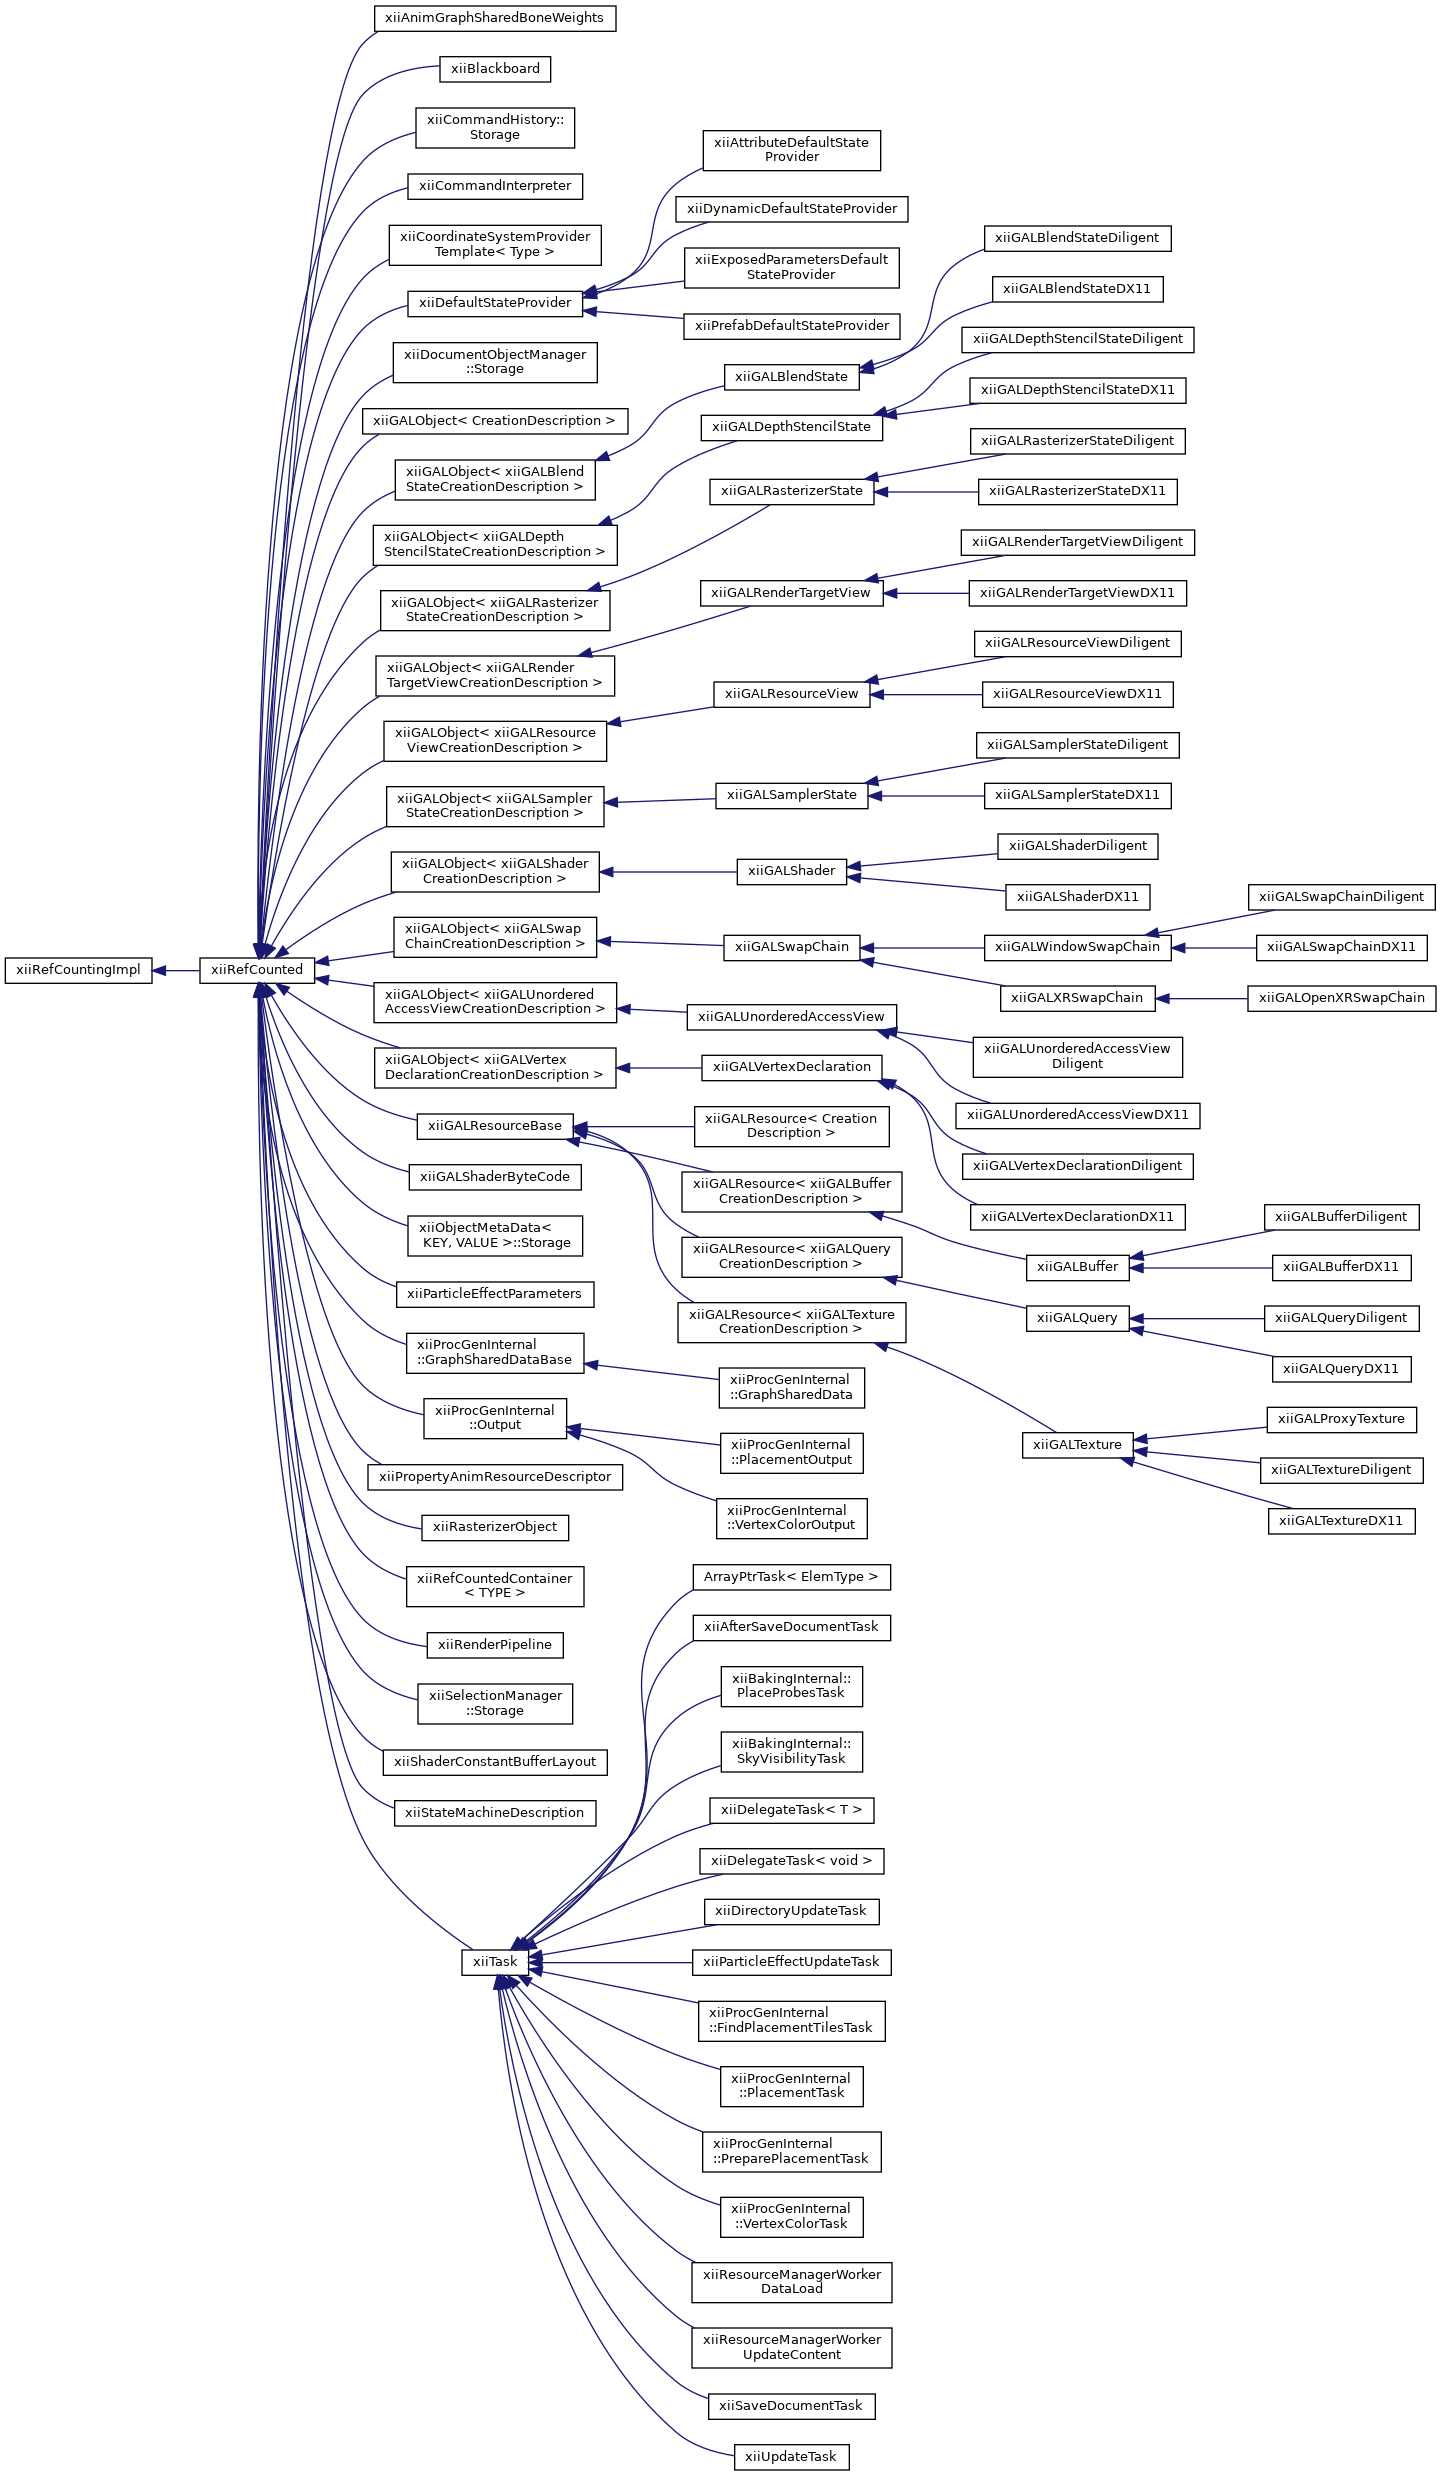 xiiRefCountingImpl
xiiRefCounted
xiiAnimGraphSharedBoneWeights
xiiBlackboard
xiiCommandHistory::
Storage
xiiCommandInterpreter
xiiCoordinateSystemProvider
Template< Type >
xiiDefaultStateProvider
xiiDocumentObjectManager
::Storage
xiiGALObject< CreationDescription >
xiiGALObject< xiiGALBlend
StateCreationDescription >
xiiGALObject< xiiGALDepth
StencilStateCreationDescription >
xiiGALObject< xiiGALRasterizer
StateCreationDescription >
xiiGALObject< xiiGALRender
TargetViewCreationDescription >
xiiGALObject< xiiGALResource
ViewCreationDescription >
xiiGALObject< xiiGALSampler
StateCreationDescription >
xiiGALObject< xiiGALShader
CreationDescription >
xiiGALObject< xiiGALSwap
ChainCreationDescription >
xiiGALObject< xiiGALUnordered
AccessViewCreationDescription >
xiiGALObject< xiiGALVertex
DeclarationCreationDescription >
xiiGALResourceBase
xiiGALShaderByteCode
xiiObjectMetaData<
KEY, VALUE >::Storage
xiiParticleEffectParameters
xiiProcGenInternal
::GraphSharedDataBase
xiiProcGenInternal
::Output
xiiPropertyAnimResourceDescriptor
xiiRasterizerObject
xiiRefCountedContainer
< TYPE >
xiiRenderPipeline
xiiSelectionManager
::Storage
xiiShaderConstantBufferLayout
xiiStateMachineDescription
xiiTask
xiiAttributeDefaultState
Provider
xiiDynamicDefaultStateProvider
xiiExposedParametersDefault
StateProvider
xiiPrefabDefaultStateProvider
xiiGALBlendState
xiiGALDepthStencilState
xiiGALRasterizerState
xiiGALRenderTargetView
xiiGALResourceView
xiiGALSamplerState
xiiGALShader
xiiGALSwapChain
xiiGALUnorderedAccessView
xiiGALVertexDeclaration
xiiGALResource< Creation
Description >
xiiGALResource< xiiGALBuffer
CreationDescription >
xiiGALResource< xiiGALQuery
CreationDescription >
xiiGALResource< xiiGALTexture
CreationDescription >
xiiProcGenInternal
::GraphSharedData
xiiProcGenInternal
::PlacementOutput
xiiProcGenInternal
::VertexColorOutput
ArrayPtrTask< ElemType >
xiiAfterSaveDocumentTask
xiiBakingInternal::
PlaceProbesTask
xiiBakingInternal::
SkyVisibilityTask
xiiDelegateTask< T >
xiiDelegateTask< void >
xiiDirectoryUpdateTask
xiiParticleEffectUpdateTask
xiiProcGenInternal
::FindPlacementTilesTask
xiiProcGenInternal
::PlacementTask
xiiProcGenInternal
::PreparePlacementTask
xiiProcGenInternal
::VertexColorTask
xiiResourceManagerWorker
DataLoad
xiiResourceManagerWorker
UpdateContent
xiiSaveDocumentTask
xiiUpdateTask
xiiGALBlendStateDiligent
xiiGALBlendStateDX11
xiiGALDepthStencilStateDiligent
xiiGALDepthStencilStateDX11
xiiGALRasterizerStateDiligent
xiiGALRasterizerStateDX11
xiiGALRenderTargetViewDiligent
xiiGALRenderTargetViewDX11
xiiGALResourceViewDiligent
xiiGALResourceViewDX11
xiiGALSamplerStateDiligent
xiiGALSamplerStateDX11
xiiGALShaderDiligent
xiiGALShaderDX11
xiiGALWindowSwapChain
xiiGALXRSwapChain
xiiGALUnorderedAccessView
Diligent
xiiGALUnorderedAccessViewDX11
xiiGALVertexDeclarationDiligent
xiiGALVertexDeclarationDX11
xiiGALBuffer
xiiGALQuery
xiiGALTexture
xiiGALSwapChainDiligent
xiiGALSwapChainDX11
xiiGALOpenXRSwapChain
xiiGALBufferDiligent
xiiGALBufferDX11
xiiGALQueryDiligent
xiiGALQueryDX11
xiiGALProxyTexture
xiiGALTextureDiligent
xiiGALTextureDX11